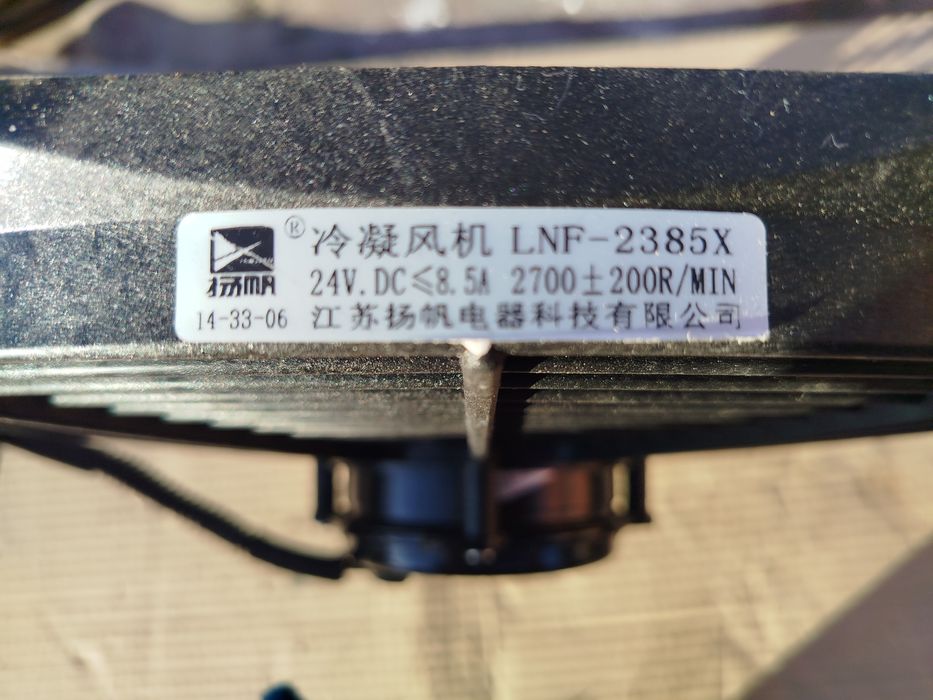 扬帆 ® 冷凝风机 LNF-2385X
24V.DC≤8.5A 2700±200R/MIN
14-33-06 江苏扬帆电器科技有限公司